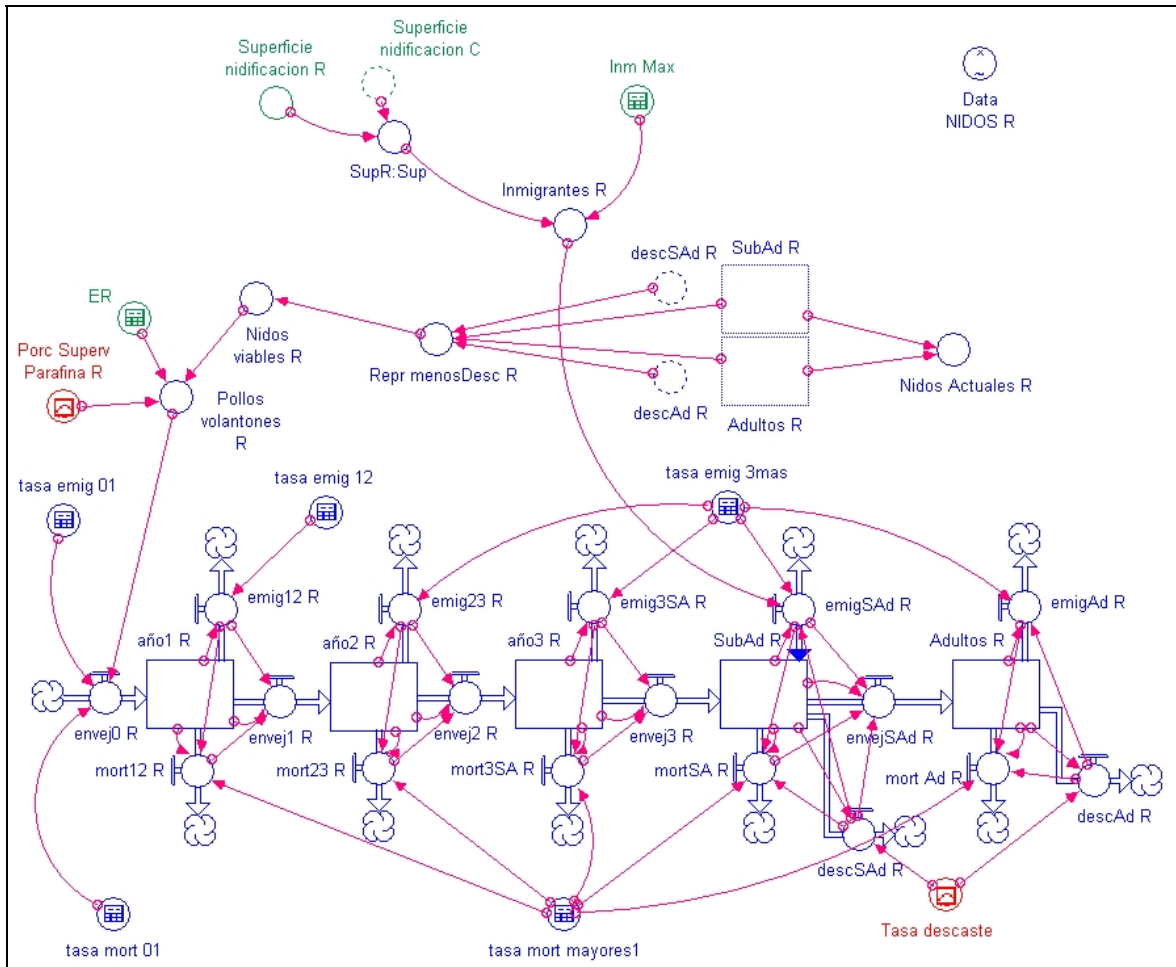 Superficie
nidificacion C
Superficie
nidificacion R
Inm Max
Data
NIDOS R
SupR:Sup
Inmigrantes R
descSAd R
SubAd R
ER
Nidos
viables R
Porc Superv
Parafina R
Repr menosDesc R
Nidos Actuales R
Pollos
volantones
R
descAd R
Adultos R
tasa emig 01
tasa emig 12
tasa emig 3mas
emig12 R
emig23 R
emig3SA R
emigSAd R
emigAd R
año1 R
año2 R
año3 R
SubAd R
Adultos R
envej0 R
envej1 R
envej2 R
envej3 R
envejSAd R
mort12 R
mort23 R
mort3SA R
mortSA R
mort Ad R
descAd R
descSAd R
tasa mort 01
tasa mort mayores1
Tasa descaste